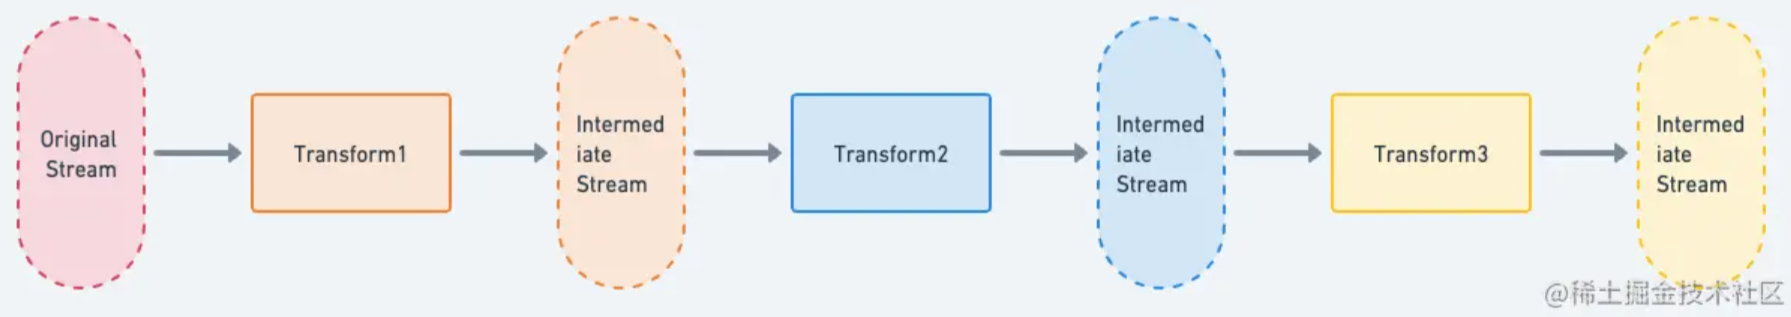 Original
Stream
Transform1
Intermed
iate
Stream
Transform2
Intermed
iate
Stream
Transform3
Intermed
iate
Stream
@稀土掘金技术社区